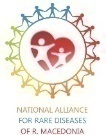 NATIONAL ALLIANCE
FOR RARE DISEASES
OF R. MACEDONIA